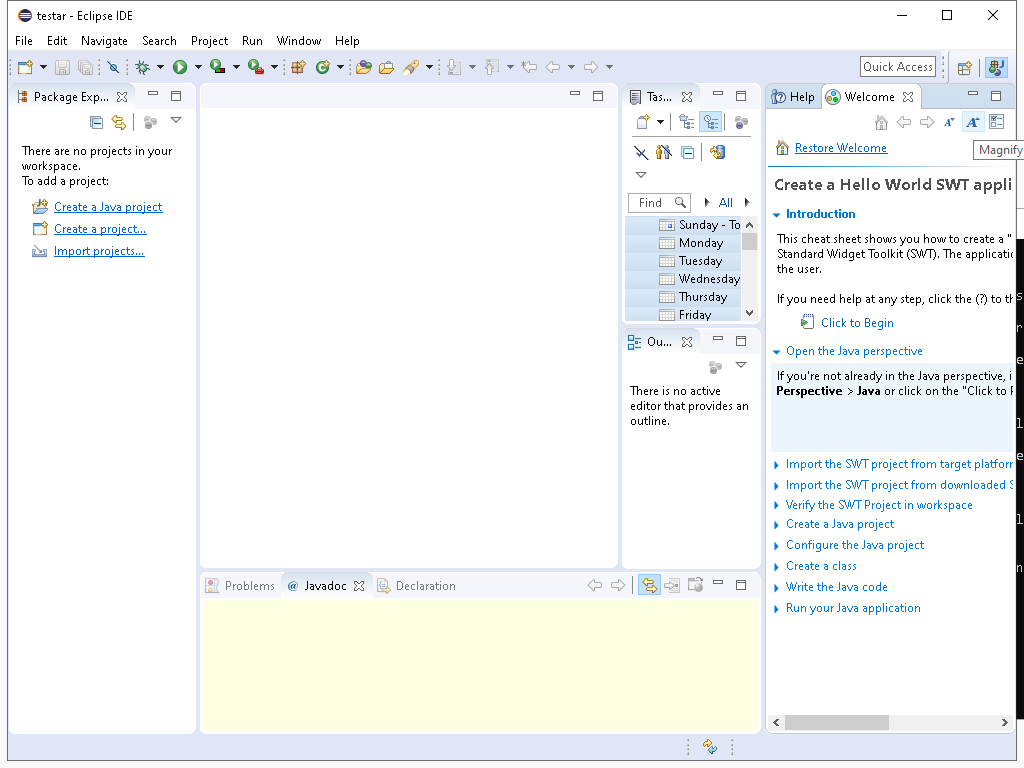 testar - Eclipse IDE
File Edit Navigate Search Project Run Window Help
Quick Access
Package Exp...
There are no projects in your
workspace.
To add a project:
Create a Java project
Create a project...
Import projects...
Tas...
Find
All
Sunday - To
Monday
Tuesday
Wednesday
Thursday
Friday
Ou...
There is no active
editor that provides an
outline.
Problems
@ Javadoc
Declaration
Help
Welcome
Restore Welcome
Magnify
Create a Hello World SWT appli
Introduction
This cheat sheet shows you how to create a "
Standard Widget Toolkit (SWT). The applicati
the user.
If you need help at any step, click the (?) to th
Click to Begin
Open the Java perspective
If you're not already in the Java perspective, i
Perspective > Java or click on the "Click to
Import the SWT project from target platfor
Import the SWT project from downloaded S
Verify the SWT Project in workspace
Create a Java project
Configure the Java project
Create a class
Write the Java code
Run your Java application